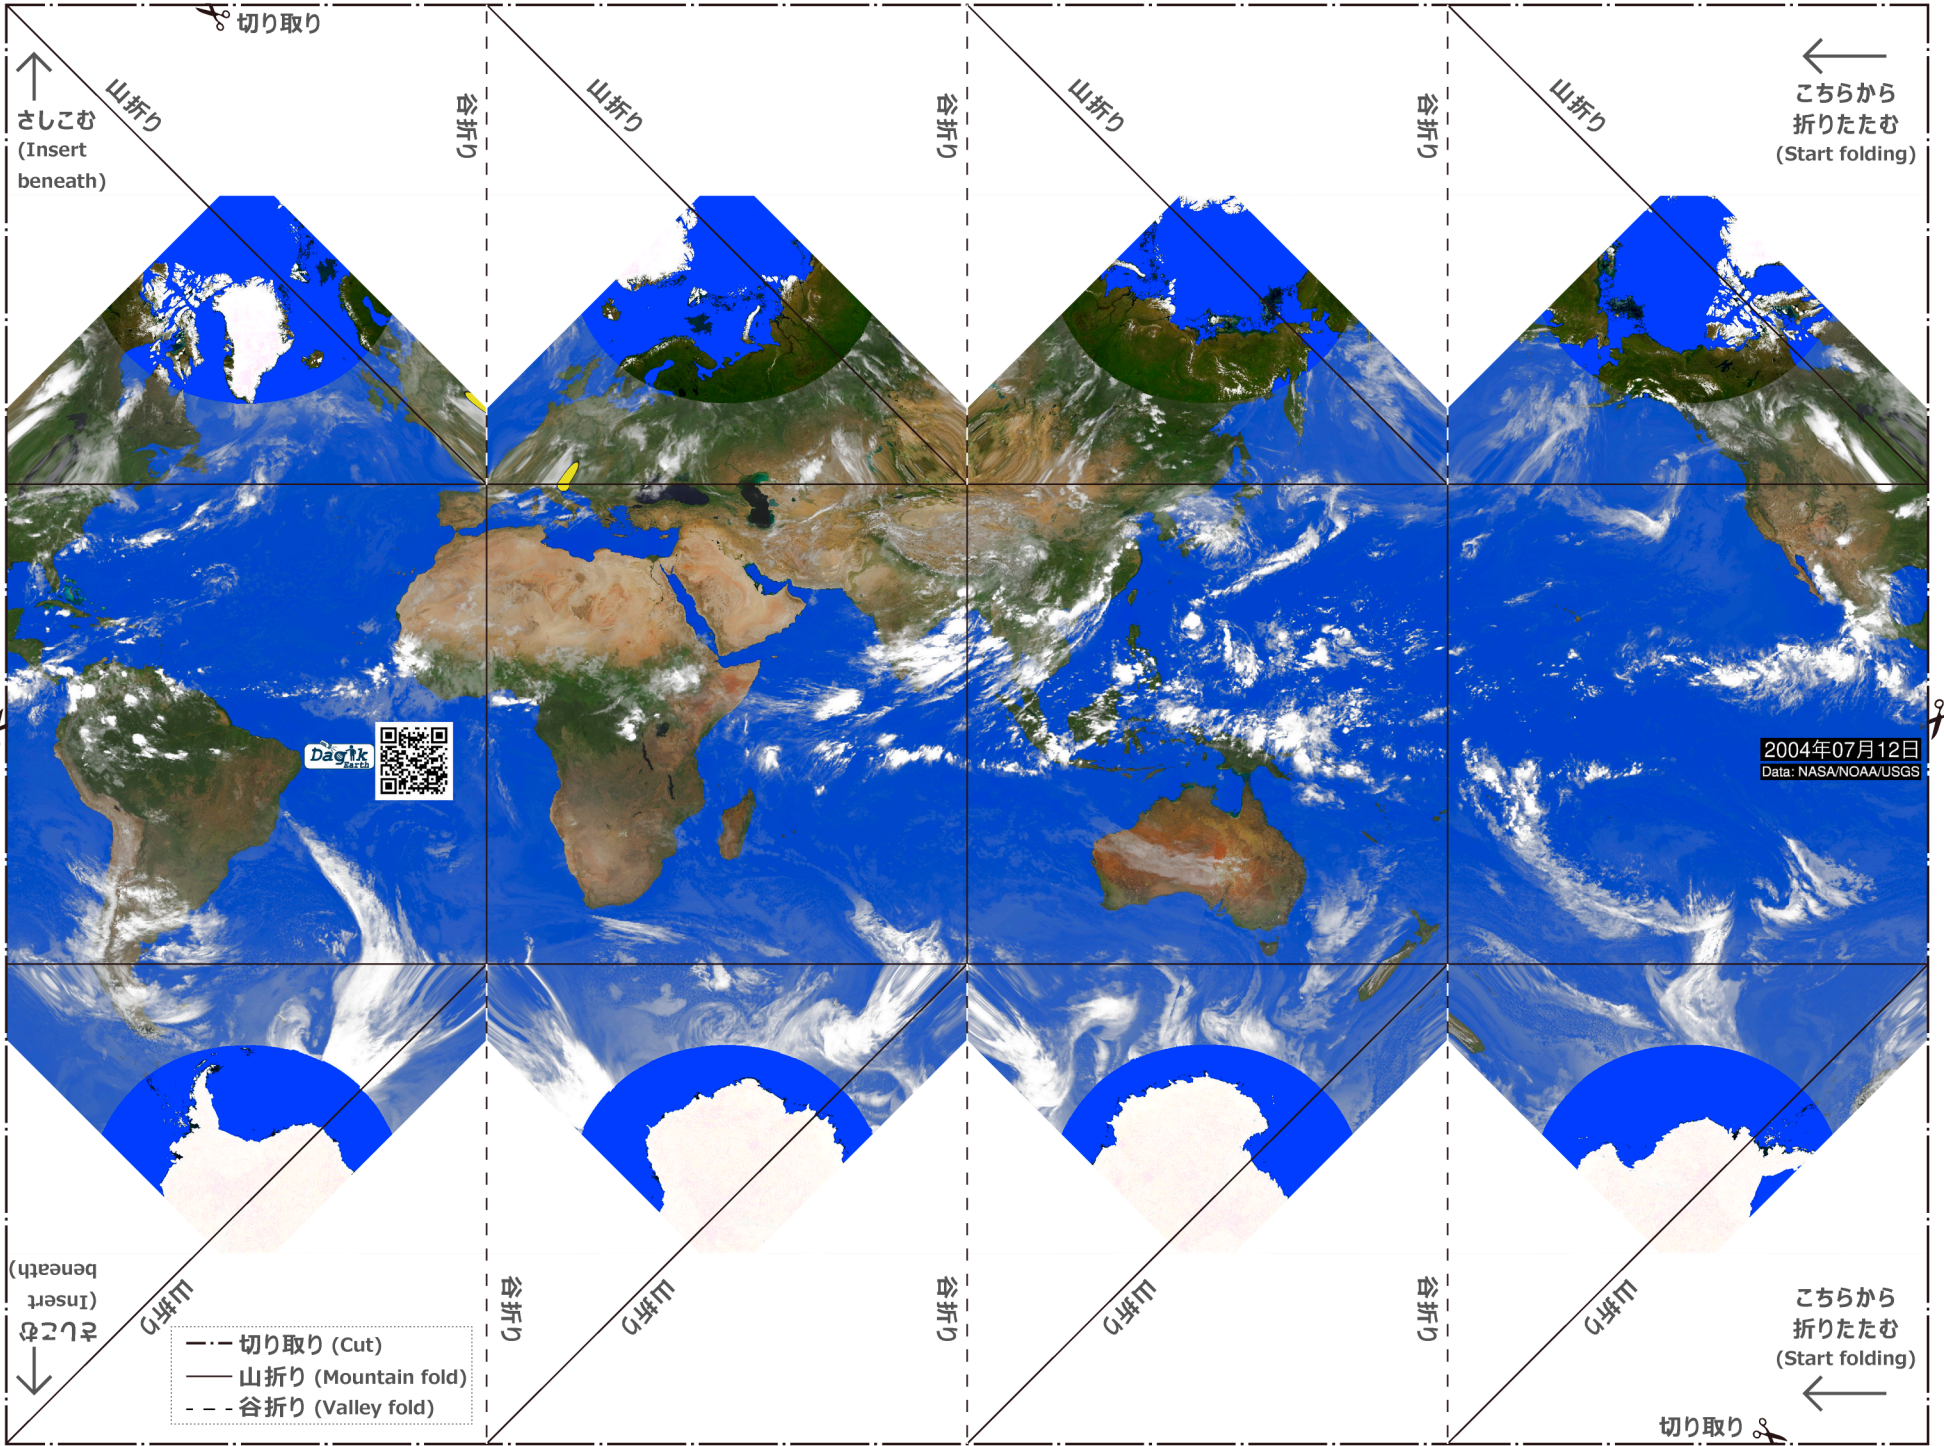 切り取り
さしこむ
(Insert
beneath)
山折り
谷折り
山折り
谷折り
山折り
谷折り
山折り
こちらから
折りたたむ
(Start folding)
Dagik
Earth
2004年07月12日
Data: NASA/NOAA/USGS
さしこむ
(Insert
beneath)
山折り
谷折り
山折り
谷折り
山折り
谷折り
山折り
こちらから
折りたたむ
(Start folding)
切り取り (Cut)
山折り (Mountain fold)
谷折り (Valley fold)
切り取り